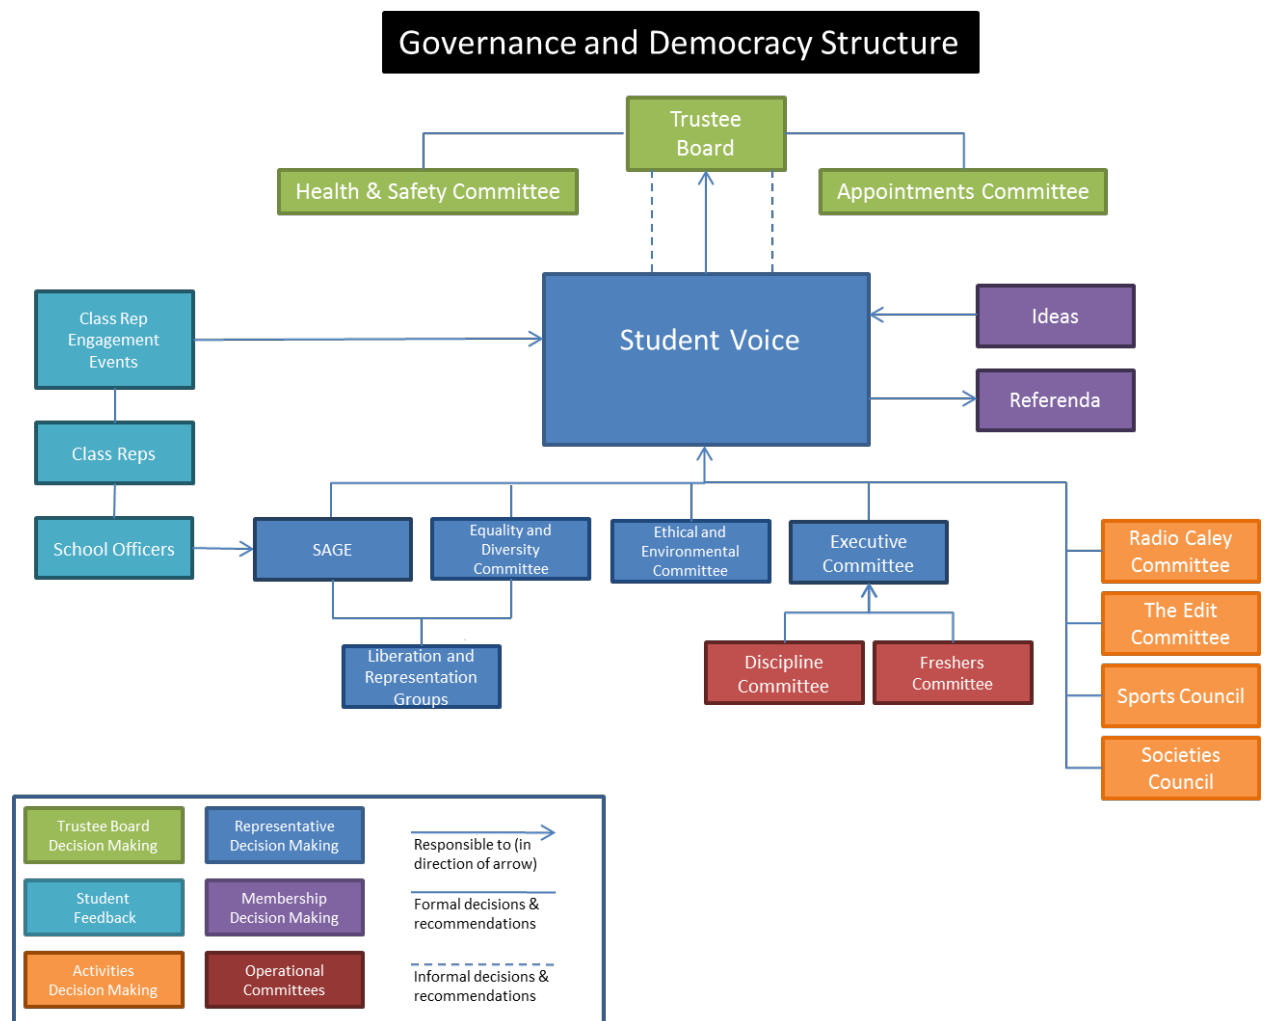 Governance and Democracy Structure
Trustee
Board
Health & Safety Committee
Appointments Committee
Class Rep
Engagement
Events
Student Voice
Ideas
Referenda
Class Reps
School Officers
SAGE
Equality and
Diversity
Committee
Ethical and
Environmental
Committee
Executive
Committee
Radio Caley
Committee
The Edit
Committee
Liberation and
Representation
Groups
Discipline
Committee
Freshers
Committee
Sports Council
Societies
Council
Trustee Board
Decision Making
Representative
Decision Making
Responsible to (in
direction of arrow)
Student
Feedback
Membership
Decision Making
Formal decisions &
recommendations
Activities
Decision Making
Operational
Committees
Informal decisions &
recommendations